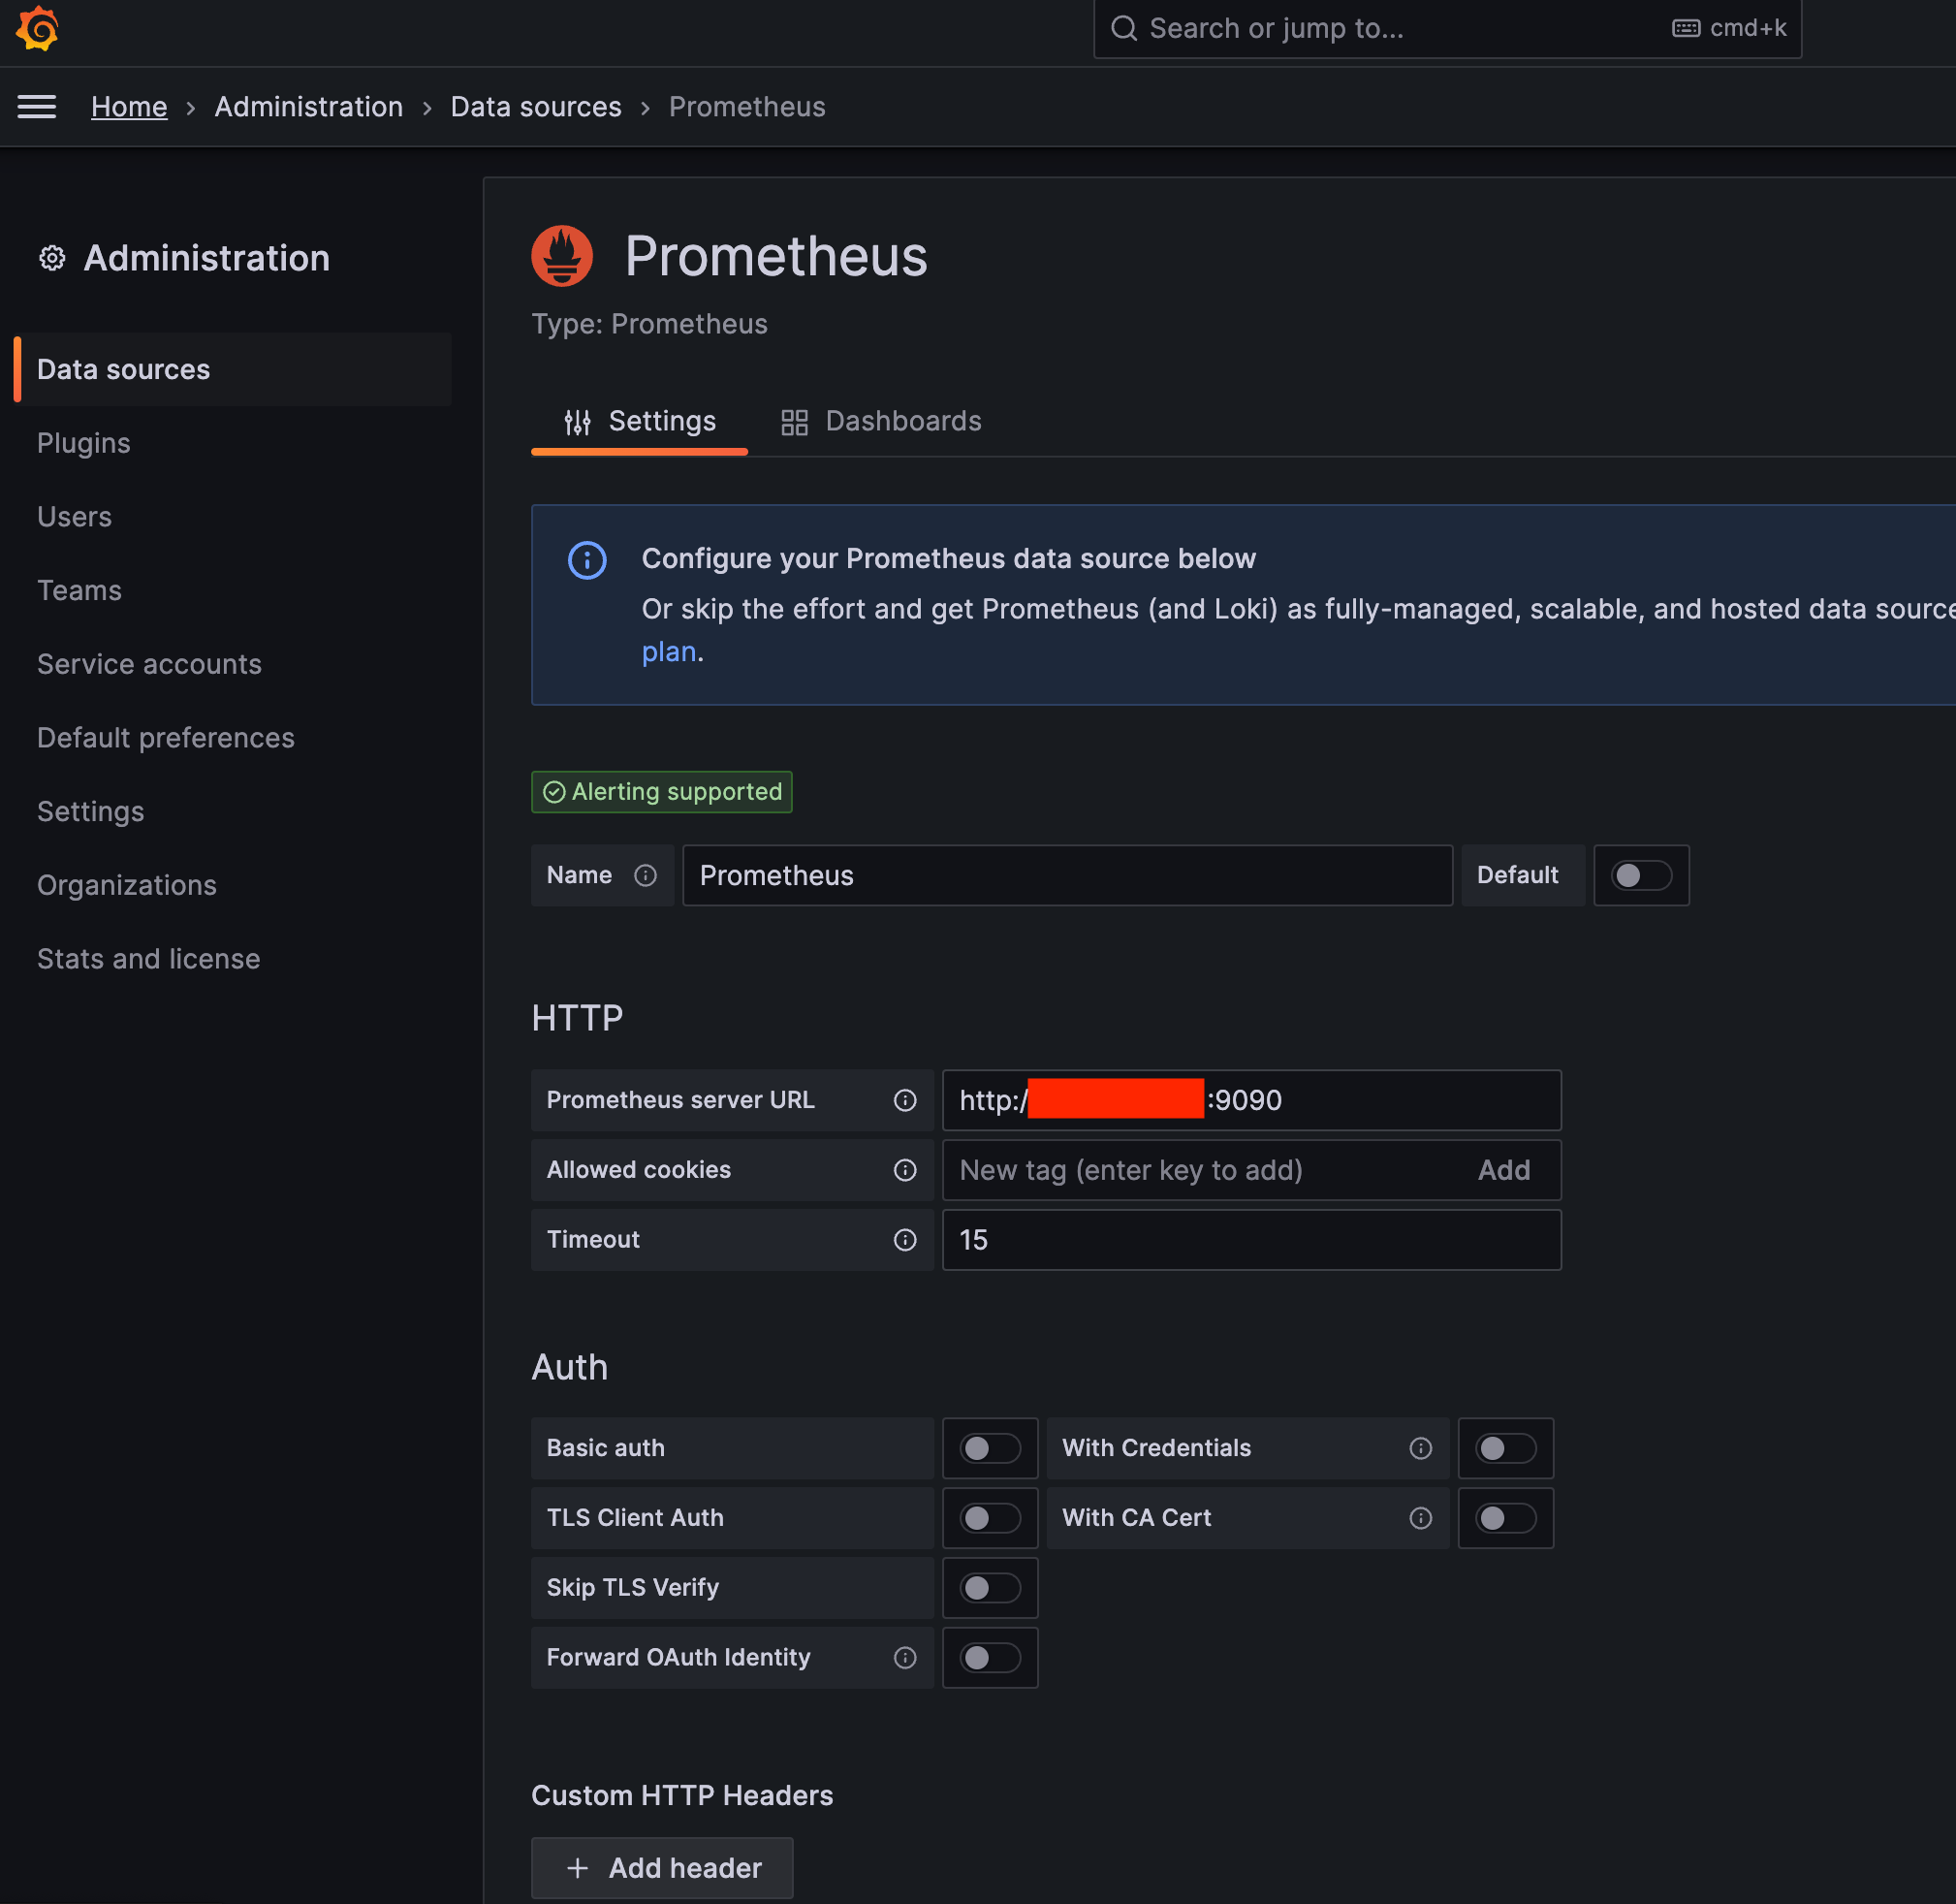 Search or jump to...
cmd+k
Home > Administration > Data sources > Prometheus
Administration
Data sources
Plugins
Users
Teams
Service accounts
Default preferences
Settings
Organizations
Stats and license
Prometheus
Type: Prometheus
Settings
Dashboards
Configure your Prometheus data source below
Or skip the effort and get Prometheus (and Loki) as fully-managed, scalable, and hosted data source
plan.
Alerting supported
Name
Prometheus
Default
HTTP
Prometheus server URL
http:/ :9090
Allowed cookies
New tag (enter key to add)
Add
Timeout
15
Auth
Basic auth
With Credentials
TLS Client Auth
With CA Cert
Skip TLS Verify
Forward OAuth Identity
Custom HTTP Headers
+ Add header